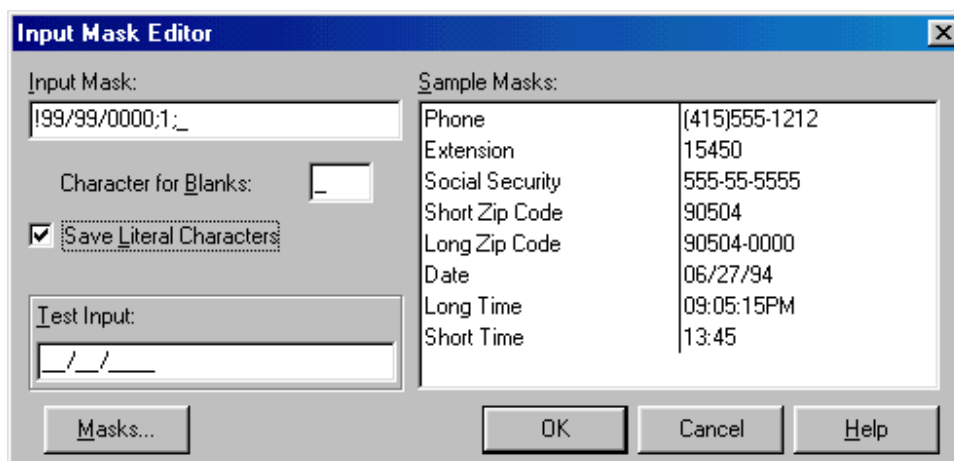 Input Mask Editor
Input Mask:
!99/99/0000;1;_
Character for Blanks: _
Save Literal Characters
Test Input:
__/__/____
Masks...
Sample Masks:
Phone (415)555-1212
Extension 15450
Social Security 555-55-5555
Short Zip Code 90504
Long Zip Code 90504-0000
Date 06/27/94
Long Time 09:05:15PM
Short Time 13:45
OK Cancel Help